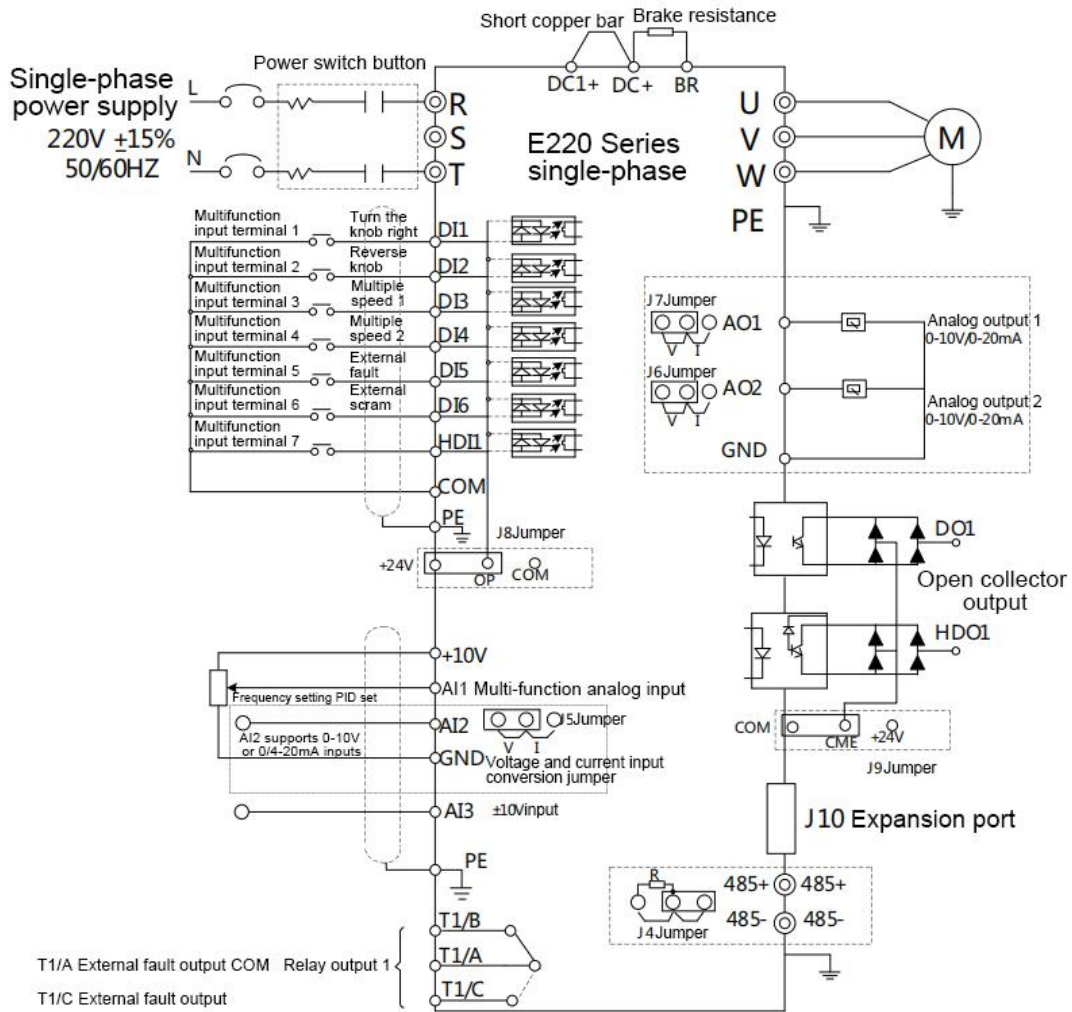 Short copper bar
Brake resistance
Power switch button
DC1+
DC+
BR
Single-phase
power supply
220V ±15%
50/60HZ
L
N
R
S
T
E220 Series
single-phase
U
V
W
PE
M
Multifunction
input terminal 1
Turn the
knob right
DI1
Multifunction
input terminal 2
Reverse
knob
DI2
Multifunction
input terminal 3
Multiple
speed 1
DI3
Multifunction
input terminal 4
Multiple
speed 2
DI4
Multifunction
input terminal 5
External
fault
DI5
Multifunction
input terminal 6
External
scram
DI6
Multifunction
input terminal 7
HDI1
COM
PE
J8Jumper
+24V
OP
COM
J7Jumper
V
I
AO1
Analog output 1
0-10V/0-20mA
J6Jumper
V
I
AO2
Analog output 2
0-10V/0-20mA
GND
DO1
Open collector
output
HDO1
COM
CME
+24V
J9Jumper
+10V
AI1 Multi-function analog input
Frequency setting PID set
AI2
J5Jumper
AI2 supports 0-10V
or 0/4-20mA inputs
V
I
GND
Voltage and current input
conversion jumper
AI3
±10Vinput
PE
J10 Expansion port
R
J4Jumper
485+
485+
485-
485-
T1/B
T1/A
T1/C
T1/A External fault output COM
Relay output 1
T1/C External fault output